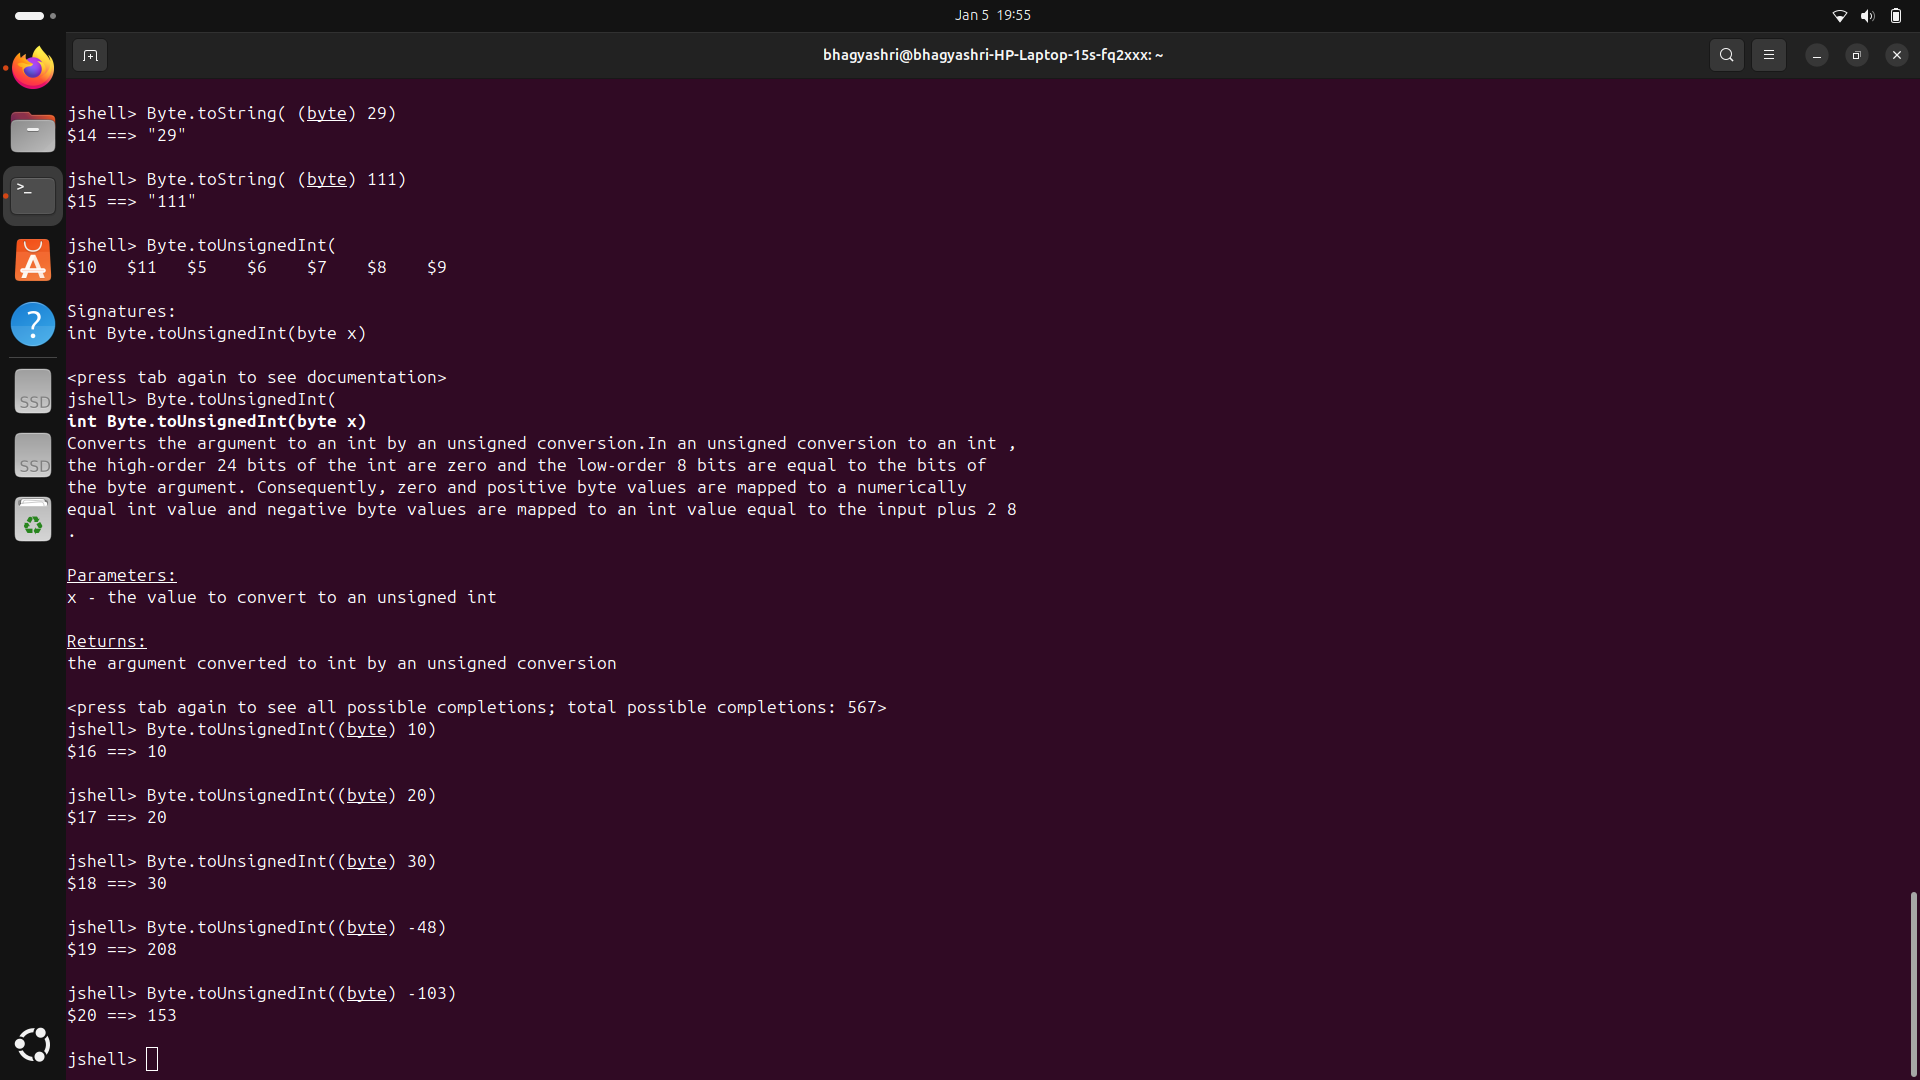 Jan 5 19:55
bhagyashri@bhagyashri-HP-Laptop-15s-fq2xxx: ~
jshell> Byte.toString( (byte) 29)
$14 ==> "29"
jshell> Byte.toString( (byte) 111)
$15 ==> "111"
jshell> Byte.toUnsignedInt(
$10 $11 $5 $6 $7 $8 $9
Signatures:
int Byte.toUnsignedInt(byte x)
<press tab again to see documentation>
jshell> Byte.toUnsignedInt(
int Byte.toUnsignedInt(byte x)
Converts the argument to an int by an unsigned conversion.In an unsigned conversion to an int ,
the high-order 24 bits of the int are zero and the low-order 8 bits are equal to the bits of
the byte argument. Consequently, zero and positive byte values are mapped to a numerically
equal int value and negative byte values are mapped to an int value equal to the input plus 2 8
.
Parameters:
x - the value to convert to an unsigned int
Returns:
the argument converted to int by an unsigned conversion
<press tab again to see all possible completions; total possible completions: 567>
jshell> Byte.toUnsignedInt((byte) 10)
$16 ==> 10
jshell> Byte.toUnsignedInt((byte) 20)
$17 ==> 20
jshell> Byte.toUnsignedInt((byte) 30)
$18 ==> 30
jshell> Byte.toUnsignedInt((byte) -48)
$19 ==> 208
jshell> Byte.toUnsignedInt((byte) -103)
$20 ==> 153
jshell>
>_
A
?
SSD
SSD